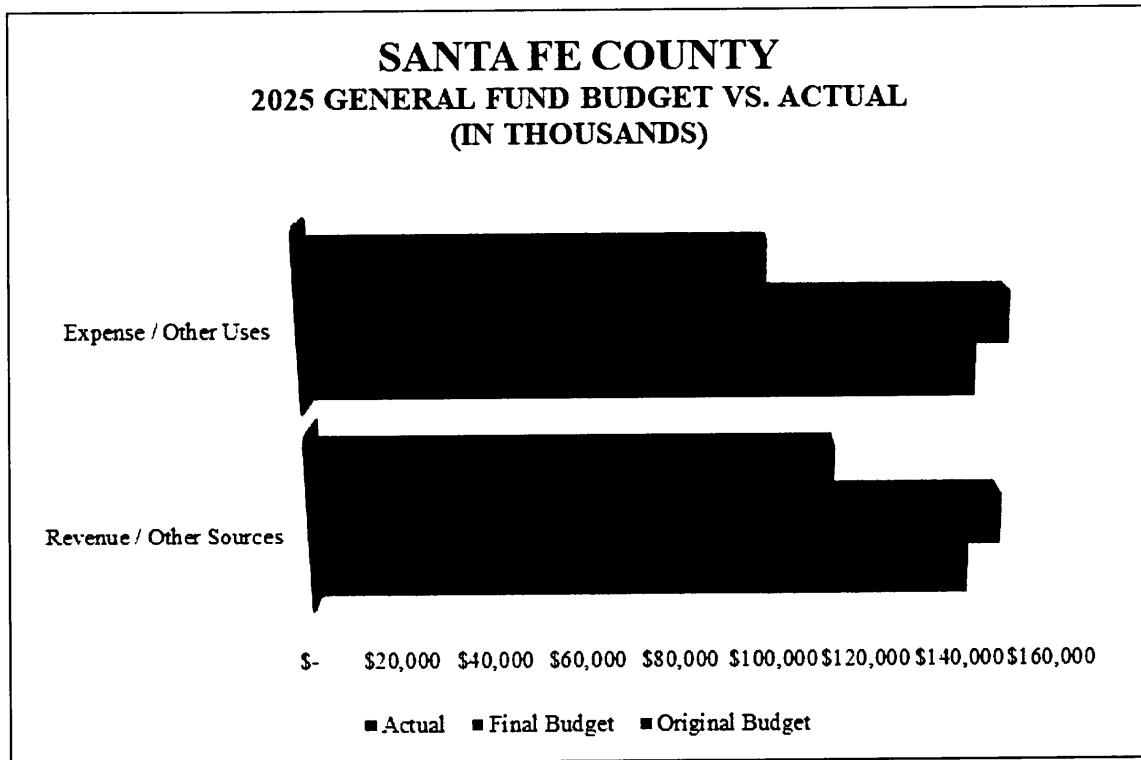 SANTA FE COUNTY
2025 GENERAL FUND BUDGET VS. ACTUAL
(IN THOUSANDS)
Expense / Other Uses
Revenue / Other Sources
$- $20,000 $40,000 $60,000 $80,000 $100,000 $120,000 $140,000 $160,000
Actual Final Budget Original Budget